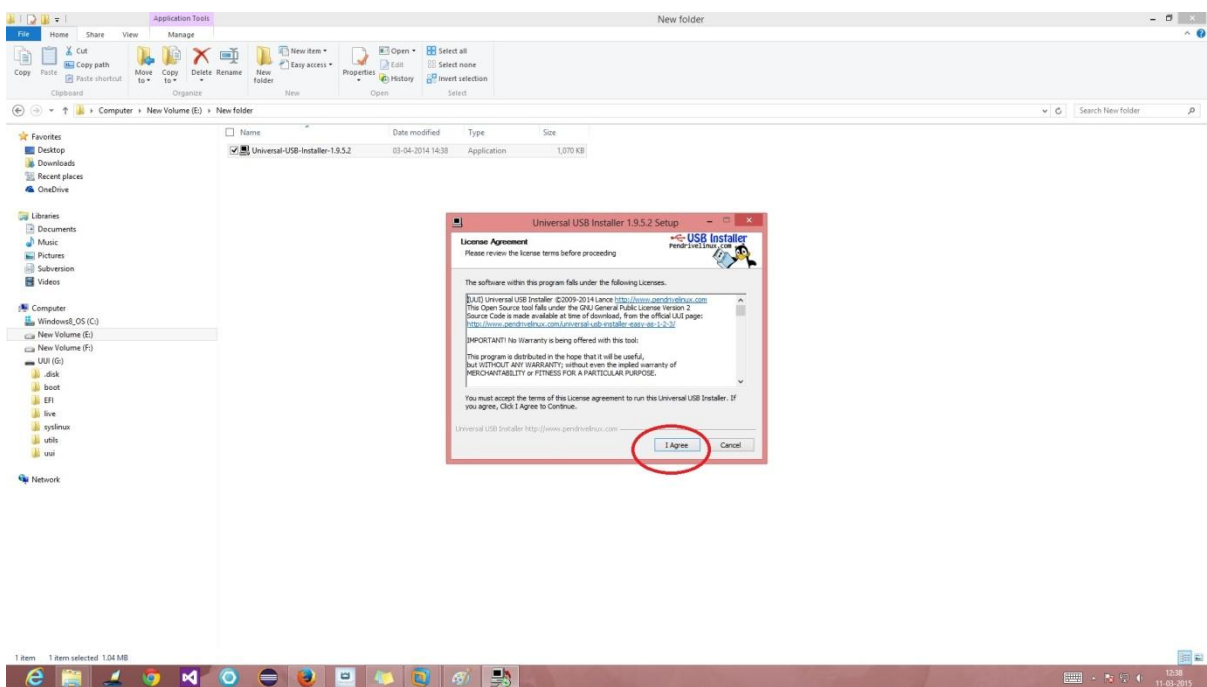 Application Tools
New folder
File Home Share View Manage
Copy Paste Cut Copy path Paste shortcut
Move to Copy to Delete Rename
New folder New item Easy access
Properties Open Edit History
Select all Select none Invert selection
Clipboard Organize New Open Select
Computer New Volume (E:) New folder
Search New folder
Name Date modified Type Size
Universal-USB-Installer-1.9.5.2 03-04-2014 14:38 Application 1,070 KB
Favorites
Desktop
Downloads
Recent places
OneDrive
Libraries
Documents
Music
Pictures
Subversion
Videos
Computer
Windows8_OS (C:)
New Volume (E:)
New Volume (F:)
UUI (G:)
.disk
boot
EFI
live
syslinux
utils
uui
Network
Universal USB Installer 1.9.5.2 Setup
License Agreement
Please review the license terms before proceeding
USB Installer
Pendrivelinux.com
The software within this program falls under the following Licenses.
(UUI) Universal USB Installer ©2009-2014 Lance http://www.pendrivelinux.com
This Open Source tool falls under the GNU General Public License Version 2
Source Code is made available at time of download, from the official UUI page:
http://www.pendrivelinux.com/universal-usb-installer-easy-as-1-2-3/
IMPORTANT! No Warranty is being offered with this tool:
This program is distributed in the hope that it will be useful,
but WITHOUT ANY WARRANTY; without even the implied warranty of
MERCHANTABILITY or FITNESS FOR A PARTICULAR PURPOSE.
You must accept the terms of this License agreement to run this Universal USB Installer. If
you agree, Click I Agree to Continue.
Universal USB Installer http://www.pendrivelinux.com
I Agree Cancel
1 item 1 item selected 1.04 MB
12:38
11-03-2015